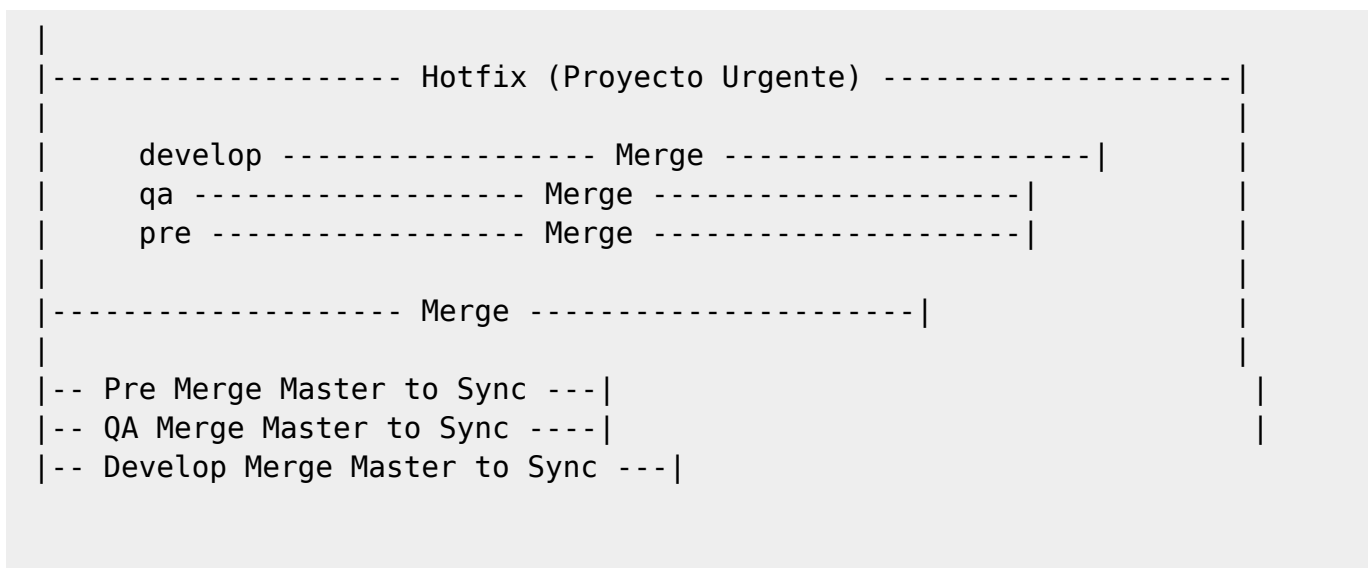 |
|-------------------- Hotfix (Proyecto Urgente) --------------------|
|                                                                    |
|     develop ------------------ Merge ---------------------|        |
|     qa ------------------- Merge ---------------------|            |
|     pre ------------------ Merge ---------------------|            |
|                                                                    |
|-------------------- Merge ----------------------|                  |
|                                                                    |
|-- Pre Merge Master to Sync ---|                                     |
|-- QA Merge Master to Sync ----|                                     |
|-- Develop Merge Master to Sync ---|